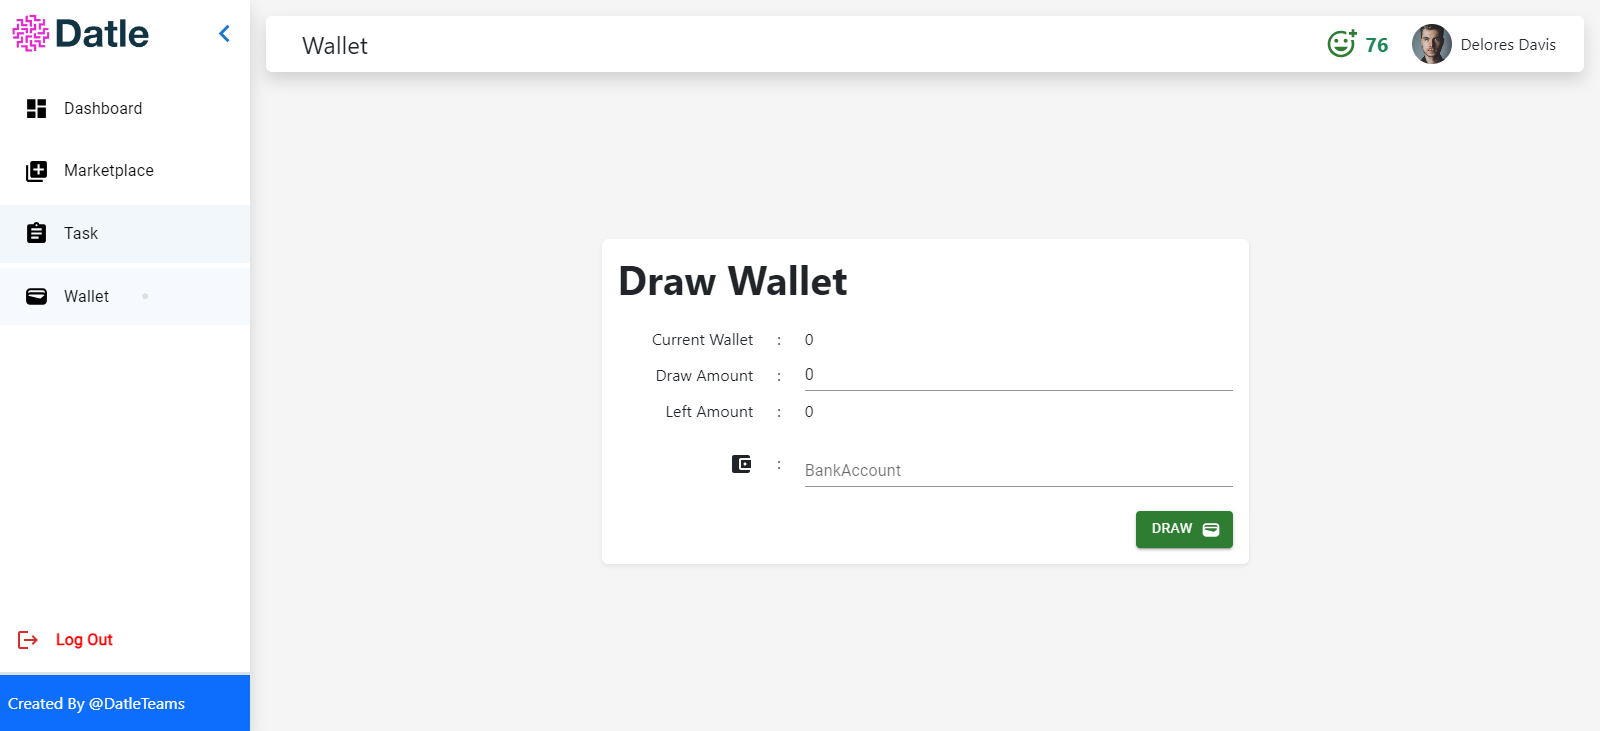 Datle
Wallet
76
Delores Davis
Dashboard
Marketplace
Task
Wallet
Draw Wallet
Current Wallet : 0
Draw Amount : 0
Left Amount : 0
: BankAccount
DRAW
Log Out
Created By @DatleTeams